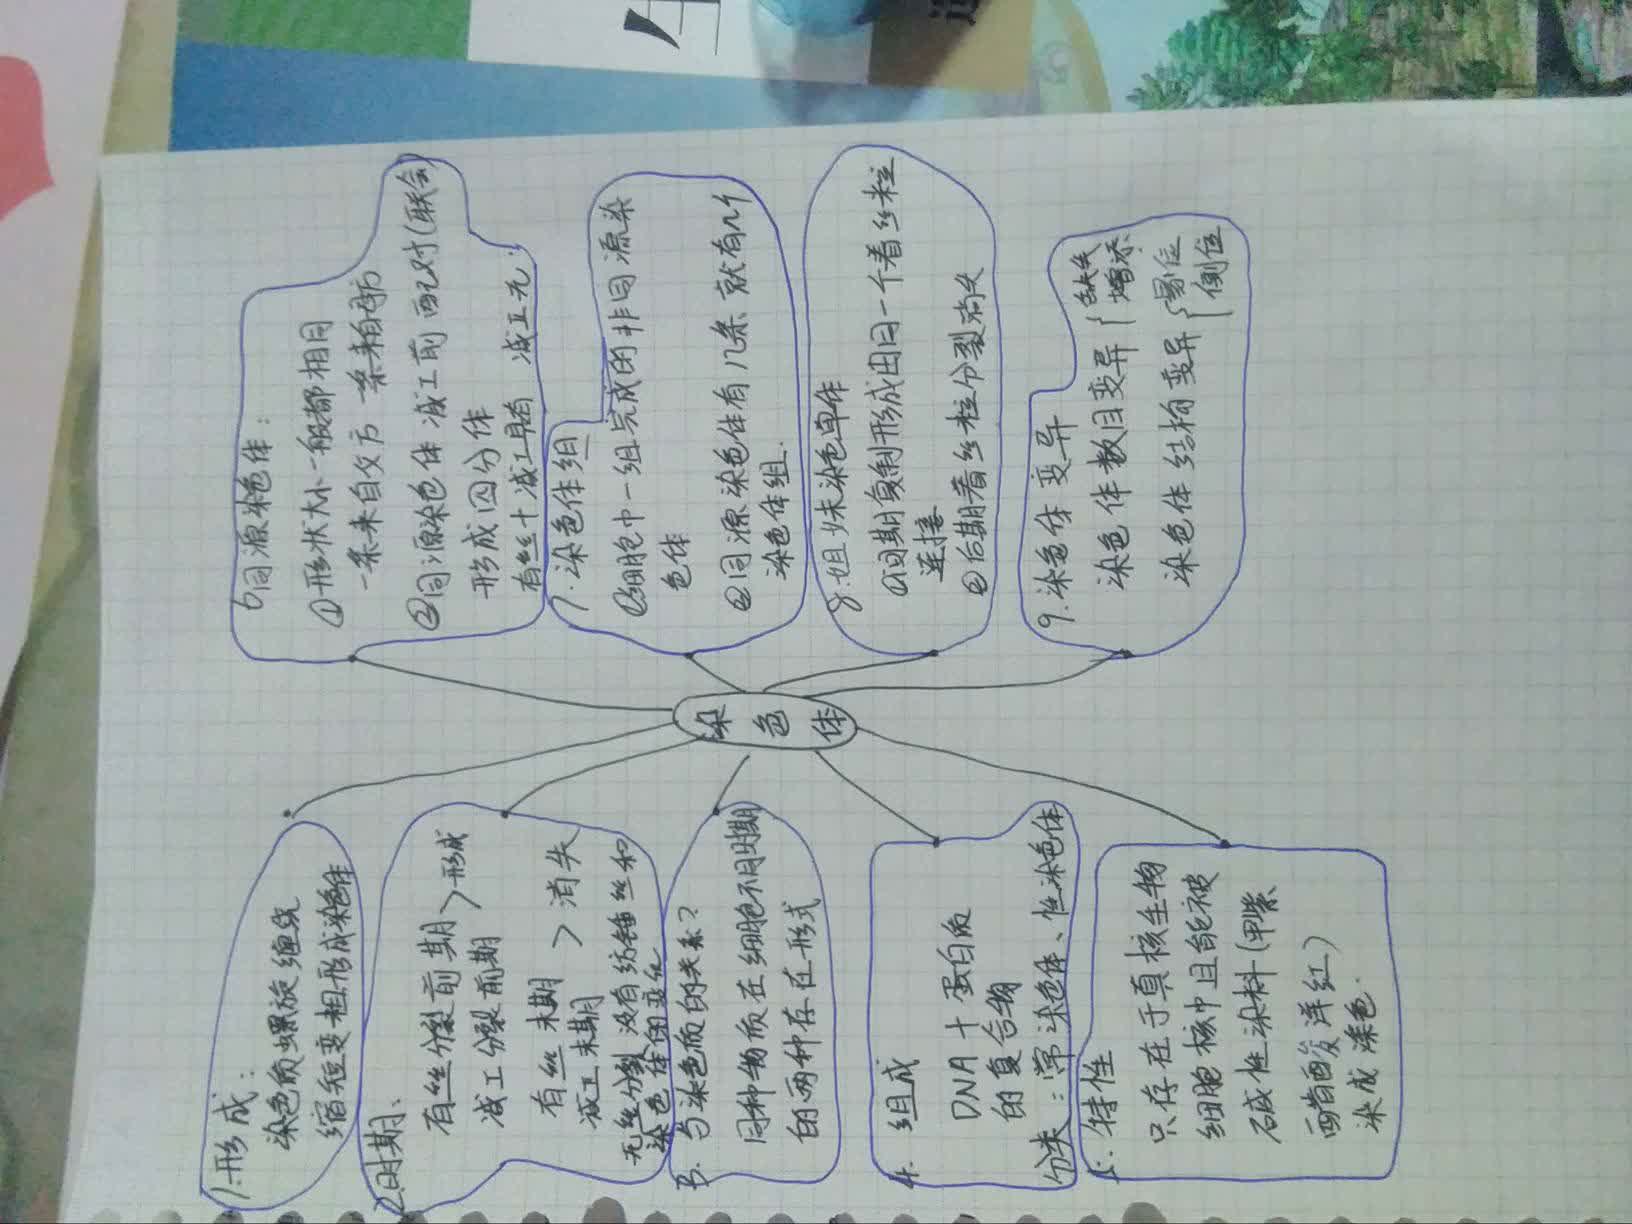 染色体
1.形成:
染色质螺旋缠绕
缩短变粗形成染色体
2.时期、
有丝分裂前期>形成
减I分裂前期
有丝末期>消失
减II末期
无丝分裂没有纺锤丝和
染色体的变化
3. 与染色质的关系?
同种物质在细胞不同时期
的两种存在形式
4. 组成
DNA+蛋白质
的复合物
分类:常染色体、性染色体
5. 特性
只存在于真核生物
细胞核中且能被
碱性染料(甲紫
醋酸洋红)
染成深色.
6同源染色体:
①形状大小一般都相同
一条来自父方 一条来自母方
②同源染色体 减I前 配对(联会)
形成四分体
有丝+减I具有 减II无.
7.染色体组
①细胞中一组完成的非同源染
色体
②同源染色体有几条 就有几个
染色体组.
8.姐妹染色单体
①间期复制形成由同一个着丝粒
连接
②后期着丝粒分裂消失
9.染色体变异
染色体数目变异{缺失
增添
染色体结构变异{易位
倒位